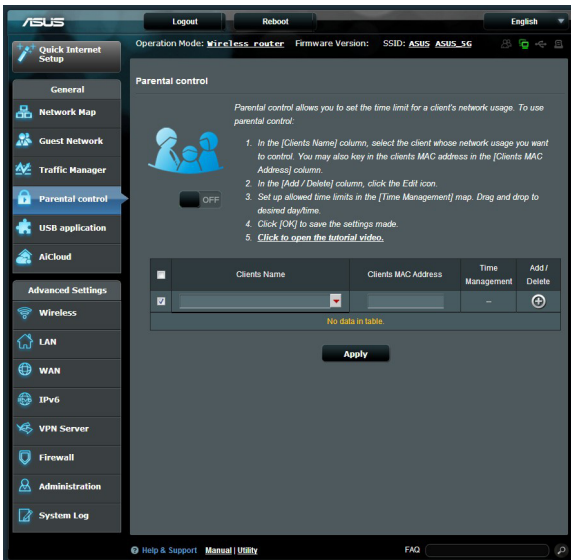 ASUS
Logout
Reboot
English
Quick Internet
Setup
Operation Mode: Wireless router Firmware Version: SSID: ASUS ASUS_5G
General
Network Map
Guest Network
Traffic Manager
Parental control
USB application
AiCloud
Advanced Settings
Wireless
LAN
WAN
IPv6
VPN Server
Firewall
Administration
System Log
Parental control
Parental control allows you to set the time limit for a client's network usage. To use
parental control:
1. In the [Clients Name] column, select the client whose network usage you want
to control. You may also key in the clients MAC address in the [Clients MAC
Address] column.
2. In the [Add / Delete] column, click the Edit icon.
3. Set up allowed time limits in the [Time Management] map. Drag and drop to
desired day/time.
4. Click [OK] to save the settings made.
5. Click to open the tutorial video.
OFF
Clients Name
Clients MAC Address
Time
Management
Add /
Delete
--
No data in table.
Apply
Help & Support Manual | Utility
FAQ